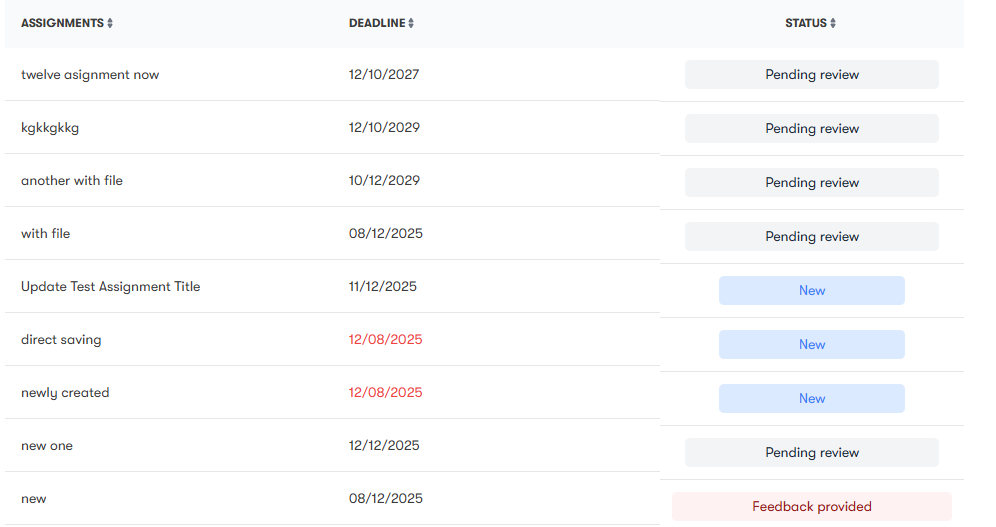 ASSIGNMENTS DEADLINE STATUS
twelve asignment now 12/10/2027 Pending review
kgkkgkkg 12/10/2029 Pending review
another with file 10/12/2029 Pending review
with file 08/12/2025 Pending review
Update Test Assignment Title 11/12/2025 New
direct saving 12/08/2025 New
newly created 12/08/2025 New
new one 12/12/2025 Pending review
new 08/12/2025 Feedback provided